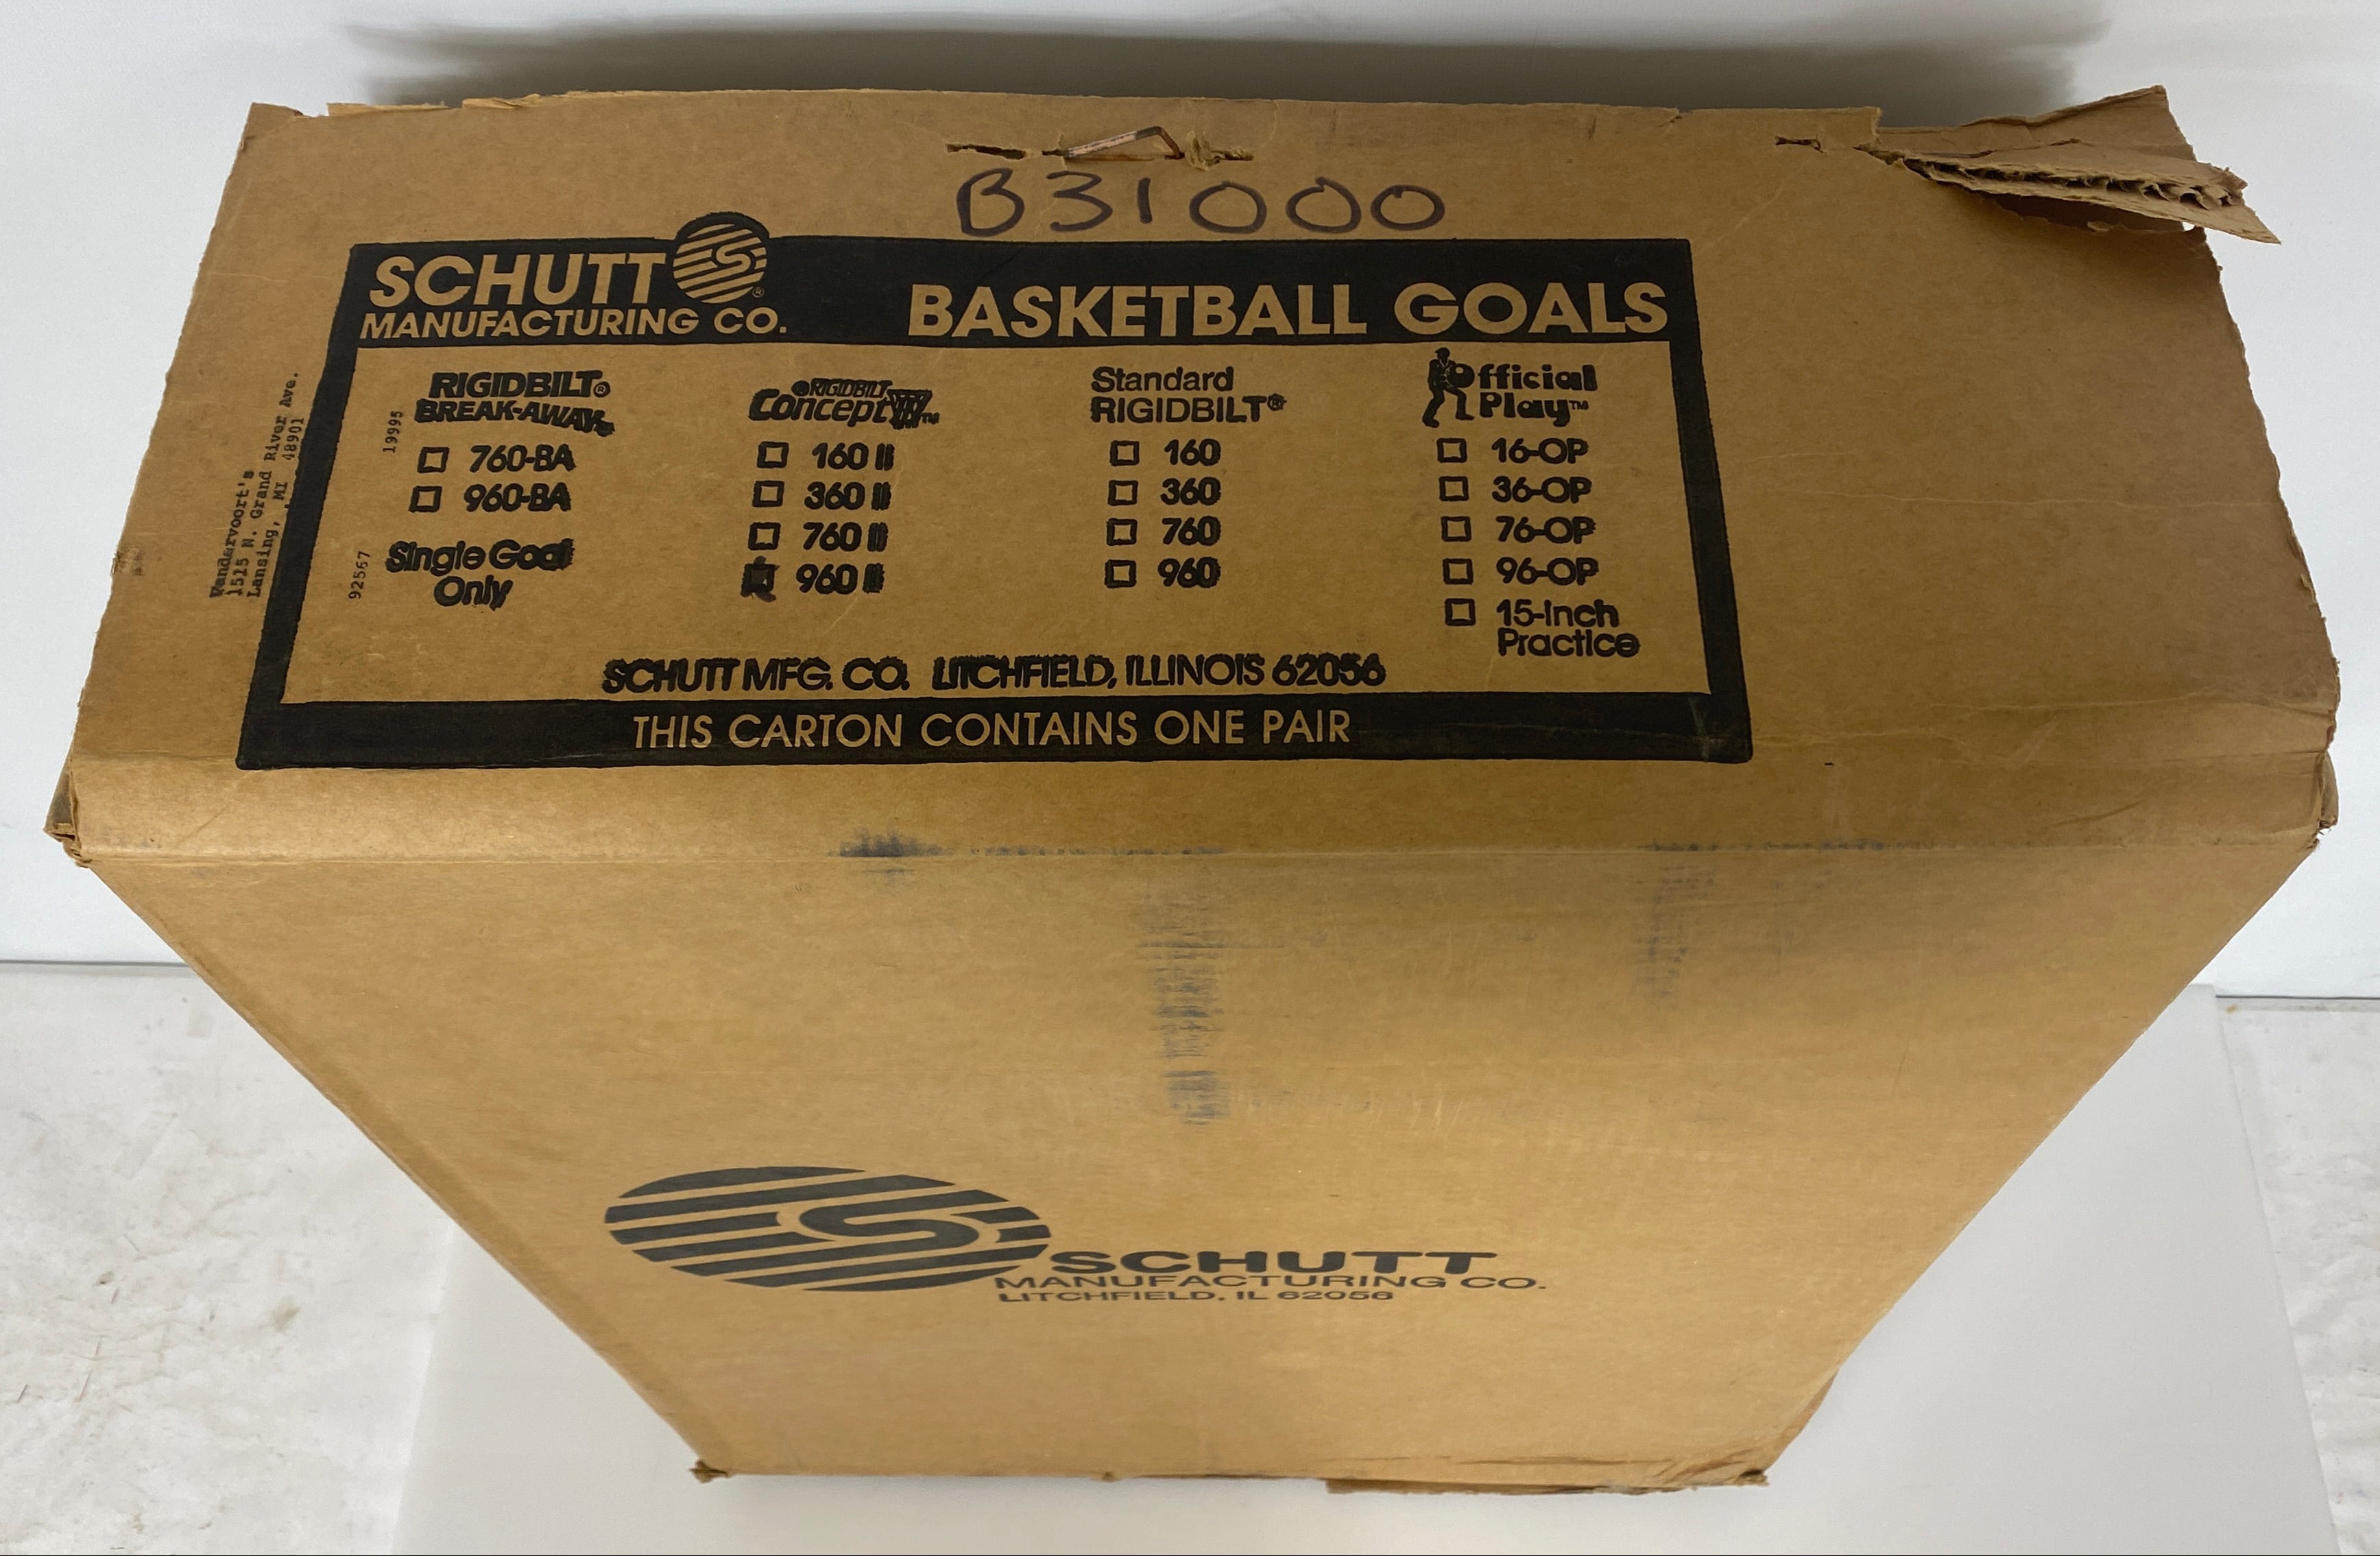 B31000
SCHUTT
MANUFACTURING CO.
BASKETBALL GOALS
RIGIDBILT®
BREAK-AWAY
☐ 760-BA
☐ 960-BA
Single Goal
Only
RIGIDBILT
Concept II™
☐ 160 II
☐ 360 II
☐ 760 II
■ 960 II
Standard
RIGIDBILT®
☐ 160
☐ 360
☐ 760
☐ 960
Official
Play™
☐ 16-OP
☐ 36-OP
☐ 76-OP
☐ 96-OP
☐ 15-Inch
Practice
SCHUTT MFG. CO. LITCHFIELD, ILLINOIS 62056
THIS CARTON CONTAINS ONE PAIR
Vandarvoort's
1515 N. Grand River Ave.
Lansing, MI 48901
92567
19995
SCHUTT
MANUFACTURING CO.
LITCHFIELD, IL 62056